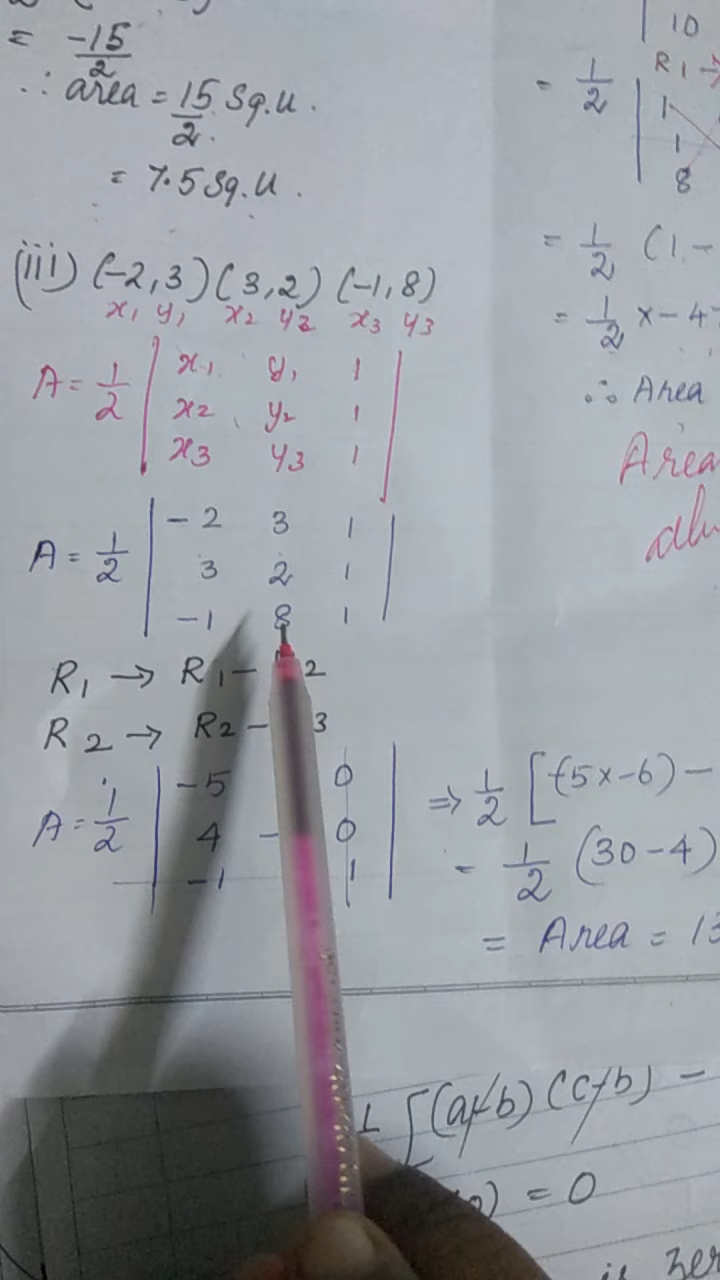 = -15/2
∴ area = 15/2 Sq.u.
= 7.5 Sq.u.
(iii) (-2,3) (3,2) (-1,8)
x₁ y₁ x₂ y₂ x₃ y₃
A = 1/2 | x₁ y₁ 1 |
x₂ y₂ 1
x₃ y₃ 1
A = 1/2 | -2 3 1 |
3 2 1
-1 8 1
R₁ → R₁ - 2
R₂ → R₂ - 3
A = 1/2 | -5 0 |
4 - 0
-1 1
⇒ 1/2 [(-5x-6) -
= 1/2 (30-4)
= Area = 13
10
R₁ →
= 1/2 | 1
1
8
= 1/2 (1 -
= 1/2 x -4
∴ Area
Area
[(a-b) (c-b) -
) = 0